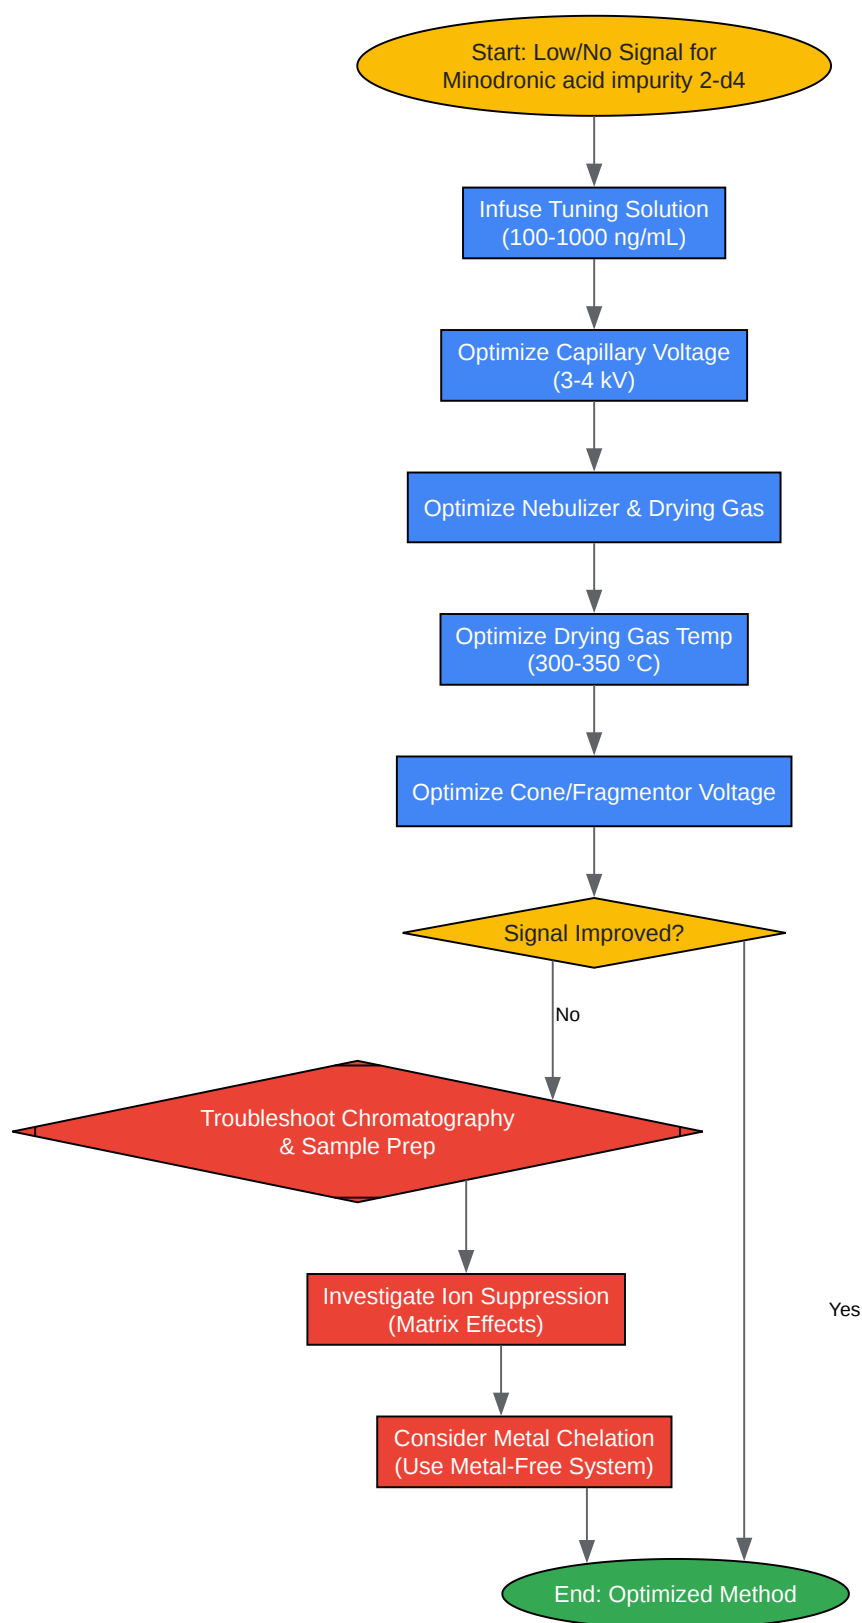 Start: Low/No Signal for
Minodronic acid impurity 2-d4
Infuse Tuning Solution
(100-1000 ng/mL)
Optimize Capillary Voltage
(3-4 kV)
Optimize Nebulizer & Drying Gas
Optimize Drying Gas Temp
(300-350 °C)
Optimize Cone/Fragmentor Voltage
Signal Improved?
No
Troubleshoot Chromatography
& Sample Prep
Investigate Ion Suppression
(Matrix Effects)
Yes
Consider Metal Chelation
(Use Metal-Free System)
End: Optimized Method